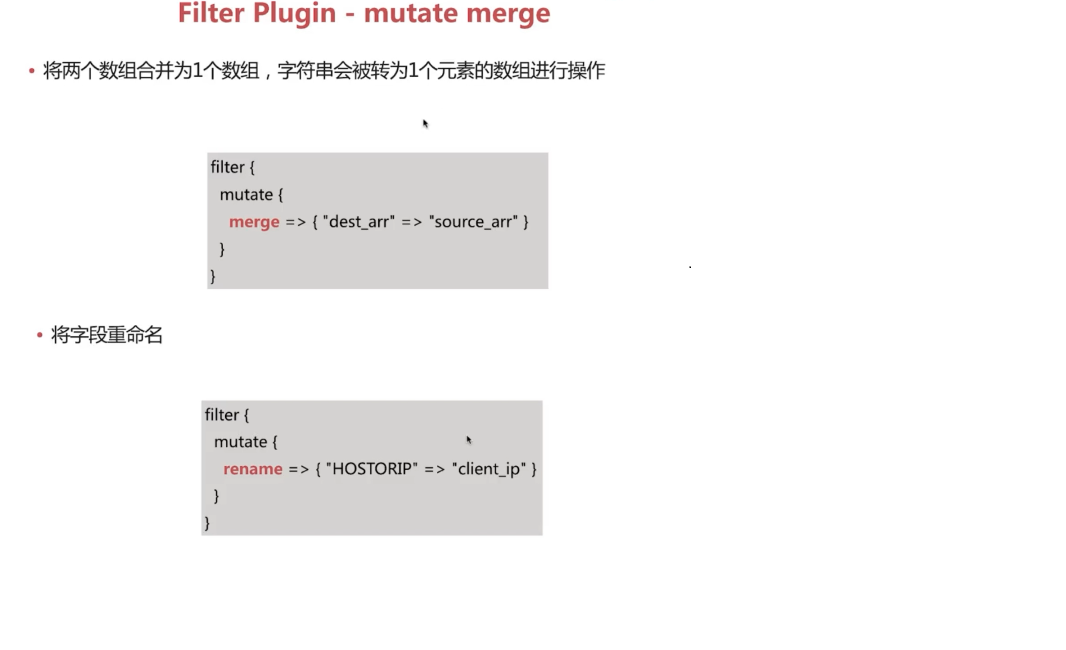 Filter Plugin - mutate merge
• 将两个数组合并为1个数组，字符串会被转为1个元素的数组进行操作
filter {
mutate {
merge => { "dest_arr" => "source_arr" }
}
}
• 将字段重命名
filter {
mutate {
rename => { "HOSTORIP" => "client_ip" }
}
}